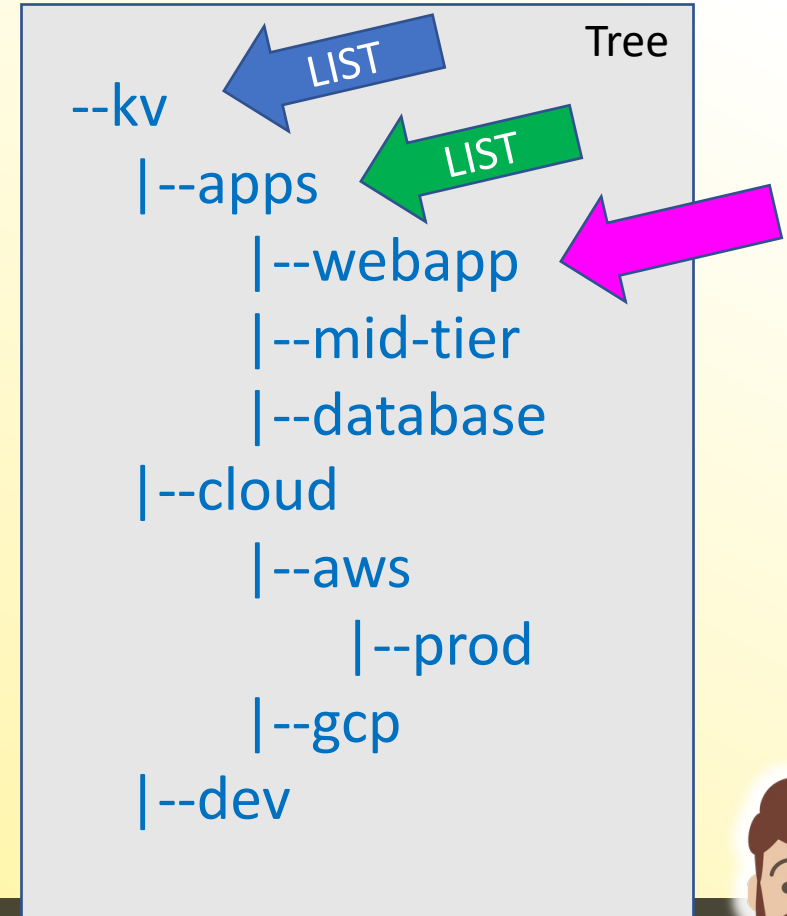 Tree
LIST
--kv
LIST
|--apps
|--webapp
|--mid-tier
|--database
|--cloud
|--aws
|--prod
|--gcp
|--dev